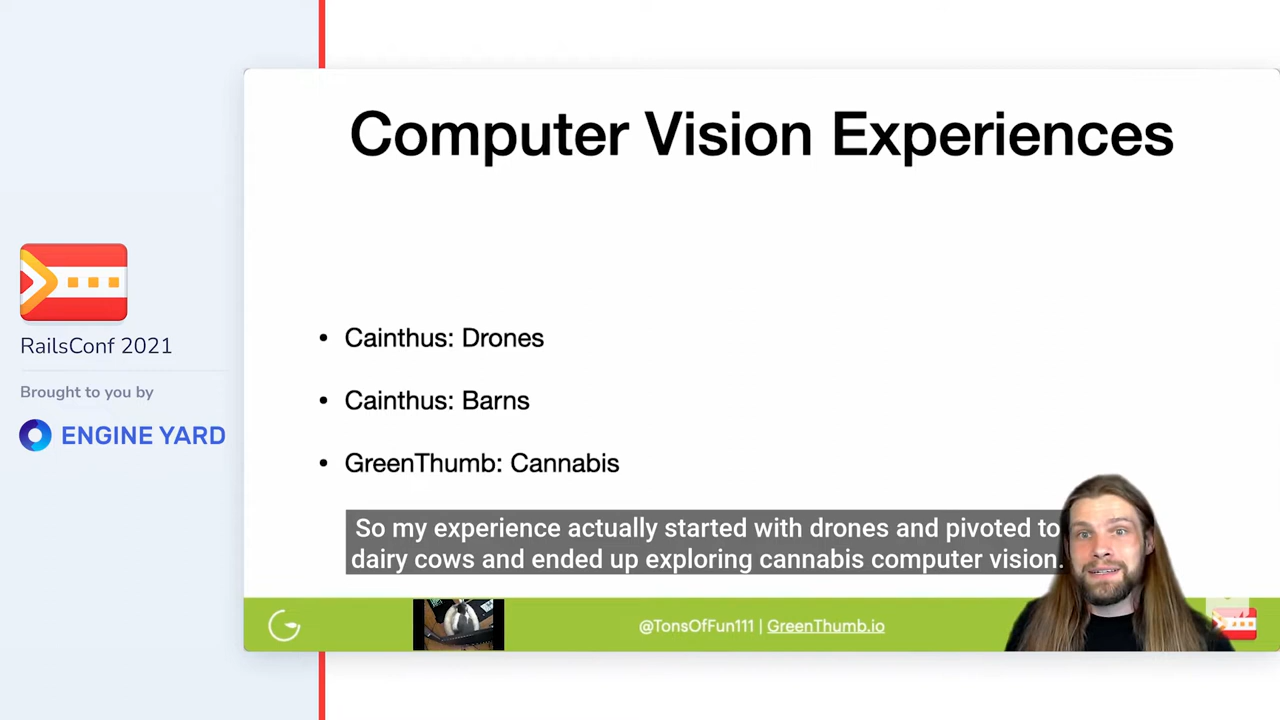 Computer Vision Experiences
• Cainthus: Drones
• Cainthus: Barns
• GreenThumb: Cannabis
So my experience actually started with drones and pivoted to
dairy cows and ended up exploring cannabis computer vision.
@TonsOfFun111 | GreenThumb.io
RailsConf 2021
Brought to you by
ENGINE YARD